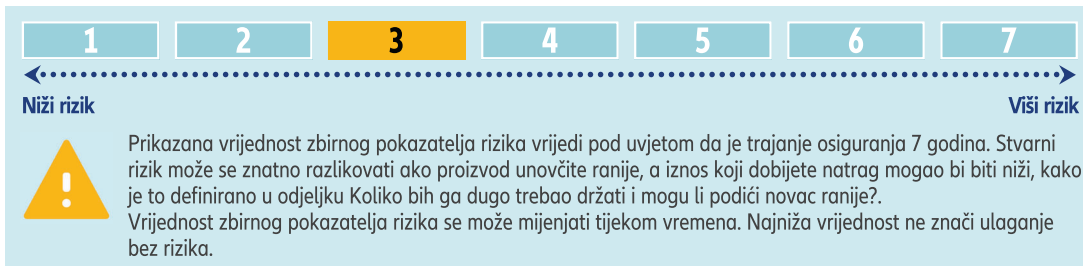 1 2 3 4 5 6 7
Niži rizik Viši rizik
Prikazana vrijednost zbirnog pokazatelja rizika vrijedi pod uvjetom da je trajanje osiguranja 7 godina. Stvarni
rizik može se znatno razlikovati ako proizvod unovčite ranije, a iznos koji dobijete natrag mogao bi biti niži, kako
je to definirano u odjeljku Koliko bih ga dugo trebao držati i mogu li podići novac ranije?.
Vrijednost zbirnog pokazatelja rizika se može mijenjati tijekom vremena. Najniža vrijednost ne znači ulaganje
bez rizika.